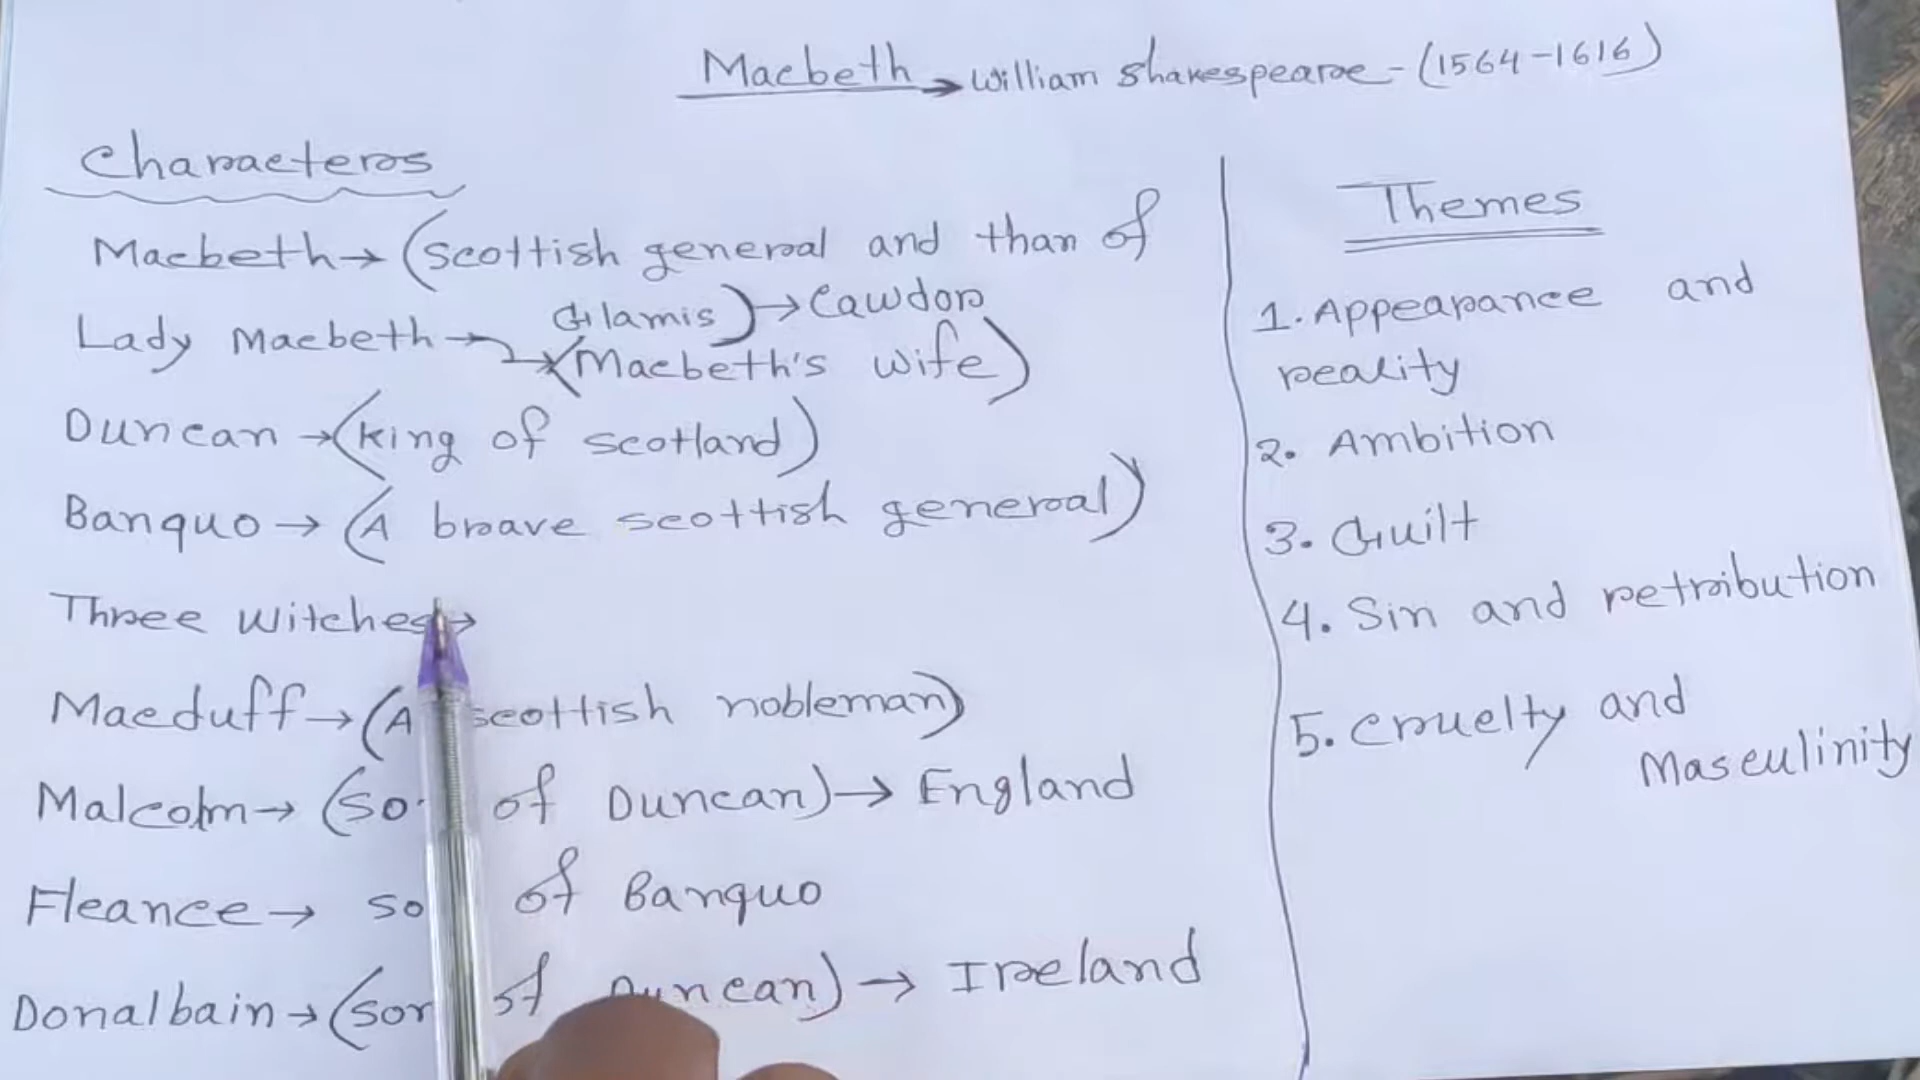 Macbeth → William Shakespeare - (1564-1616)
Characters
Macbeth → (Scottish general and than of
Glamis) → Cawdor
Lady Macbeth → (Macbeth's wife)
Duncan → (king of scotland)
Banquo → (A brave scottish general)
Three witches →
Macduff → (A scottish nobleman)
Malcolm → (so of Duncan) → England
Fleance → so of Banquo
Donalbain → (son of Duncan) → Ireland
Themes
1. Appearance and
reality
2. Ambition
3. Guilt
4. Sin and retribution
5. Cruelty and
Masculinity